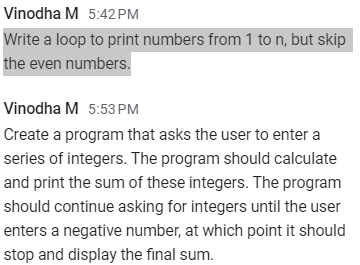 Vinodha M 5:42 PM
Write a loop to print numbers from 1 to n, but skip
the even numbers.
Vinodha M 5:53 PM
Create a program that asks the user to enter a
series of integers. The program should calculate
and print the sum of these integers. The program
should continue asking for integers until the user
enters a negative number, at which point it should
stop and display the final sum.